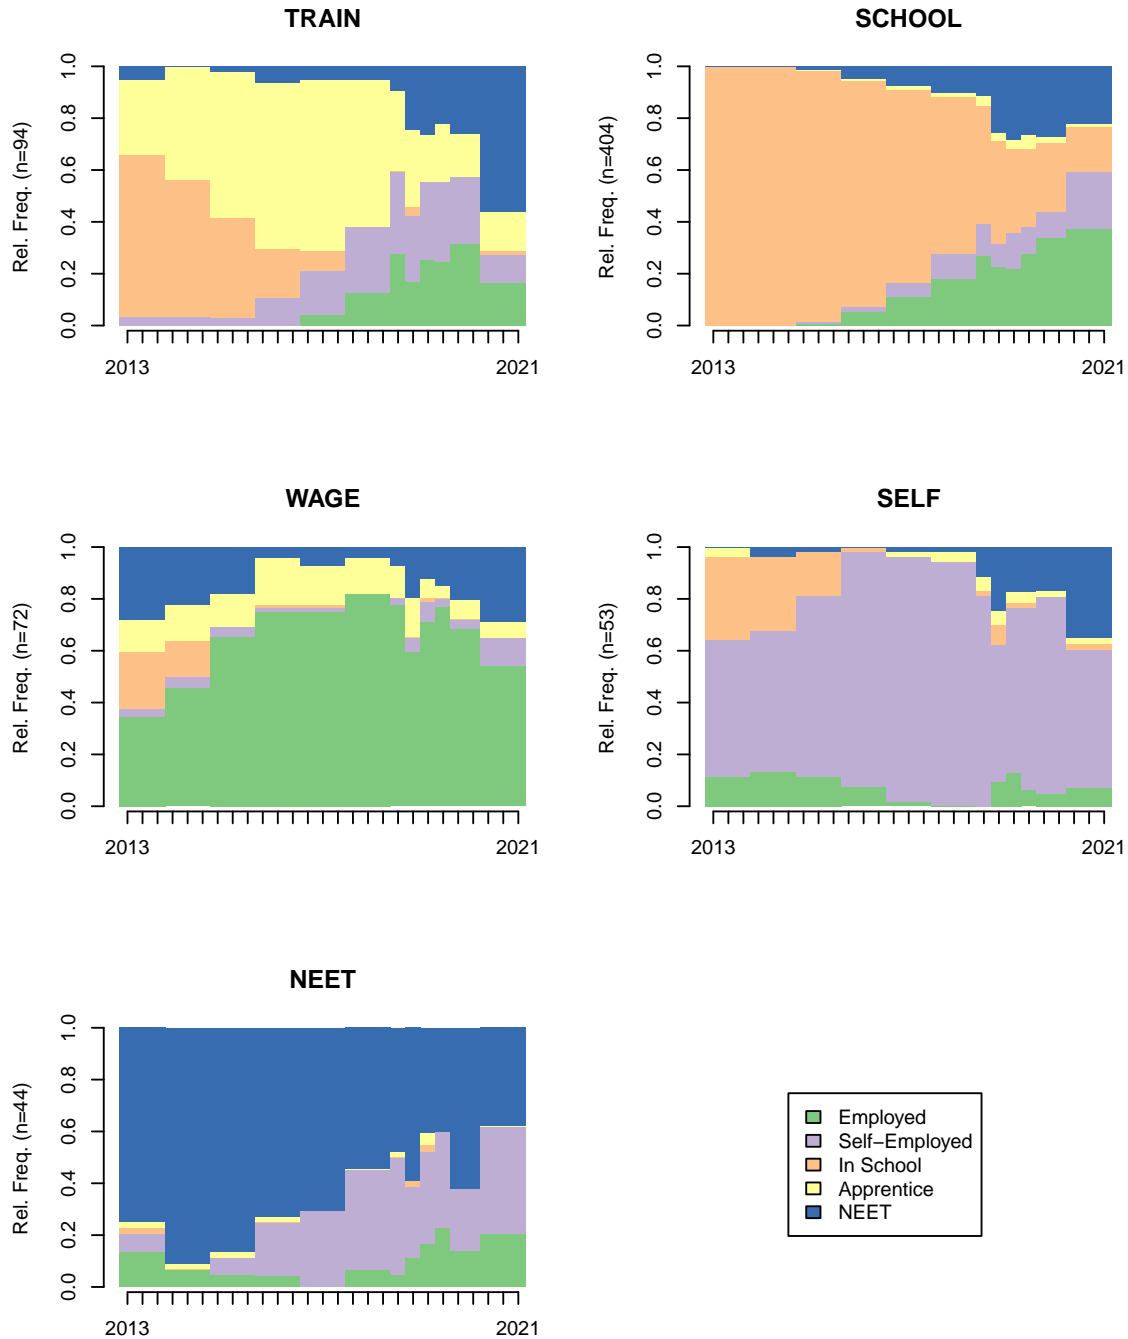 TRAIN
Rel. Freq. (n=94)
0.0 0.2 0.4 0.6 0.8 1.0
2013 2021
SCHOOL
Rel. Freq. (n=404)
0.0 0.2 0.4 0.6 0.8 1.0
2013 2021
WAGE
Rel. Freq. (n=72)
0.0 0.2 0.4 0.6 0.8 1.0
2013 2021
SELF
Rel. Freq. (n=53)
0.0 0.2 0.4 0.6 0.8 1.0
2013 2021
NEET
Rel. Freq. (n=44)
0.0 0.2 0.4 0.6 0.8 1.0
2013 2021
Employed
Self−Employed
In School
Apprentice
NEET